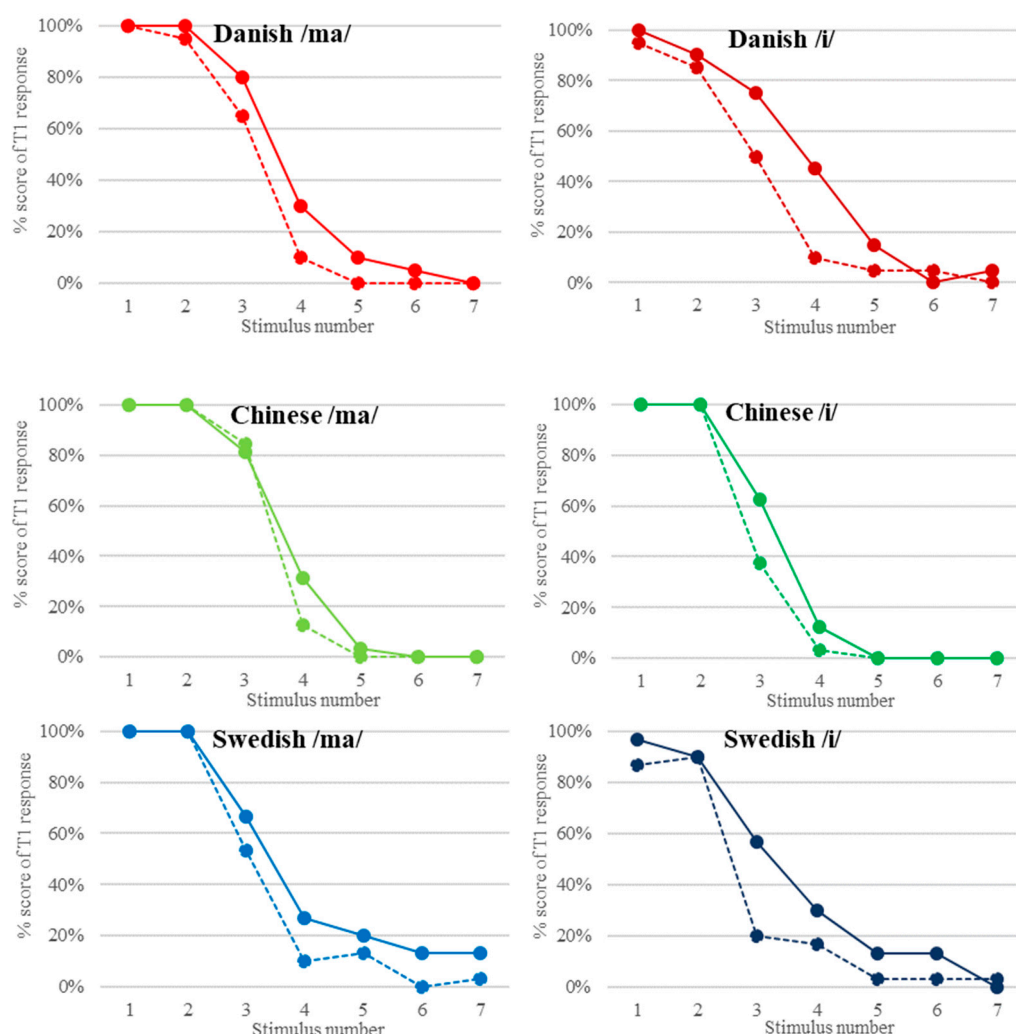 Danish /ma/
% score of T1 response
100%
80%
60%
40%
20%
0%
1 2 3 4 5 6 7
Stimulus number
Danish /i/
% score of T1 response
100%
80%
60%
40%
20%
0%
1 2 3 4 5 6 7
Stimulus number
Chinese /ma/
% score of T1 response
100%
80%
60%
40%
20%
0%
1 2 3 4 5 6 7
Stimulus number
Chinese /i/
% score of T1 response
100%
80%
60%
40%
20%
0%
1 2 3 4 5 6 7
Stimulus number
Swedish /ma/
% score of T1 response
100%
80%
60%
40%
20%
0%
1 2 3 4 5 6 7
Stimulus number
Swedish /i/
% score of T1 response
100%
80%
60%
40%
20%
0%
1 2 3 4 5 6 7
Stimulus number